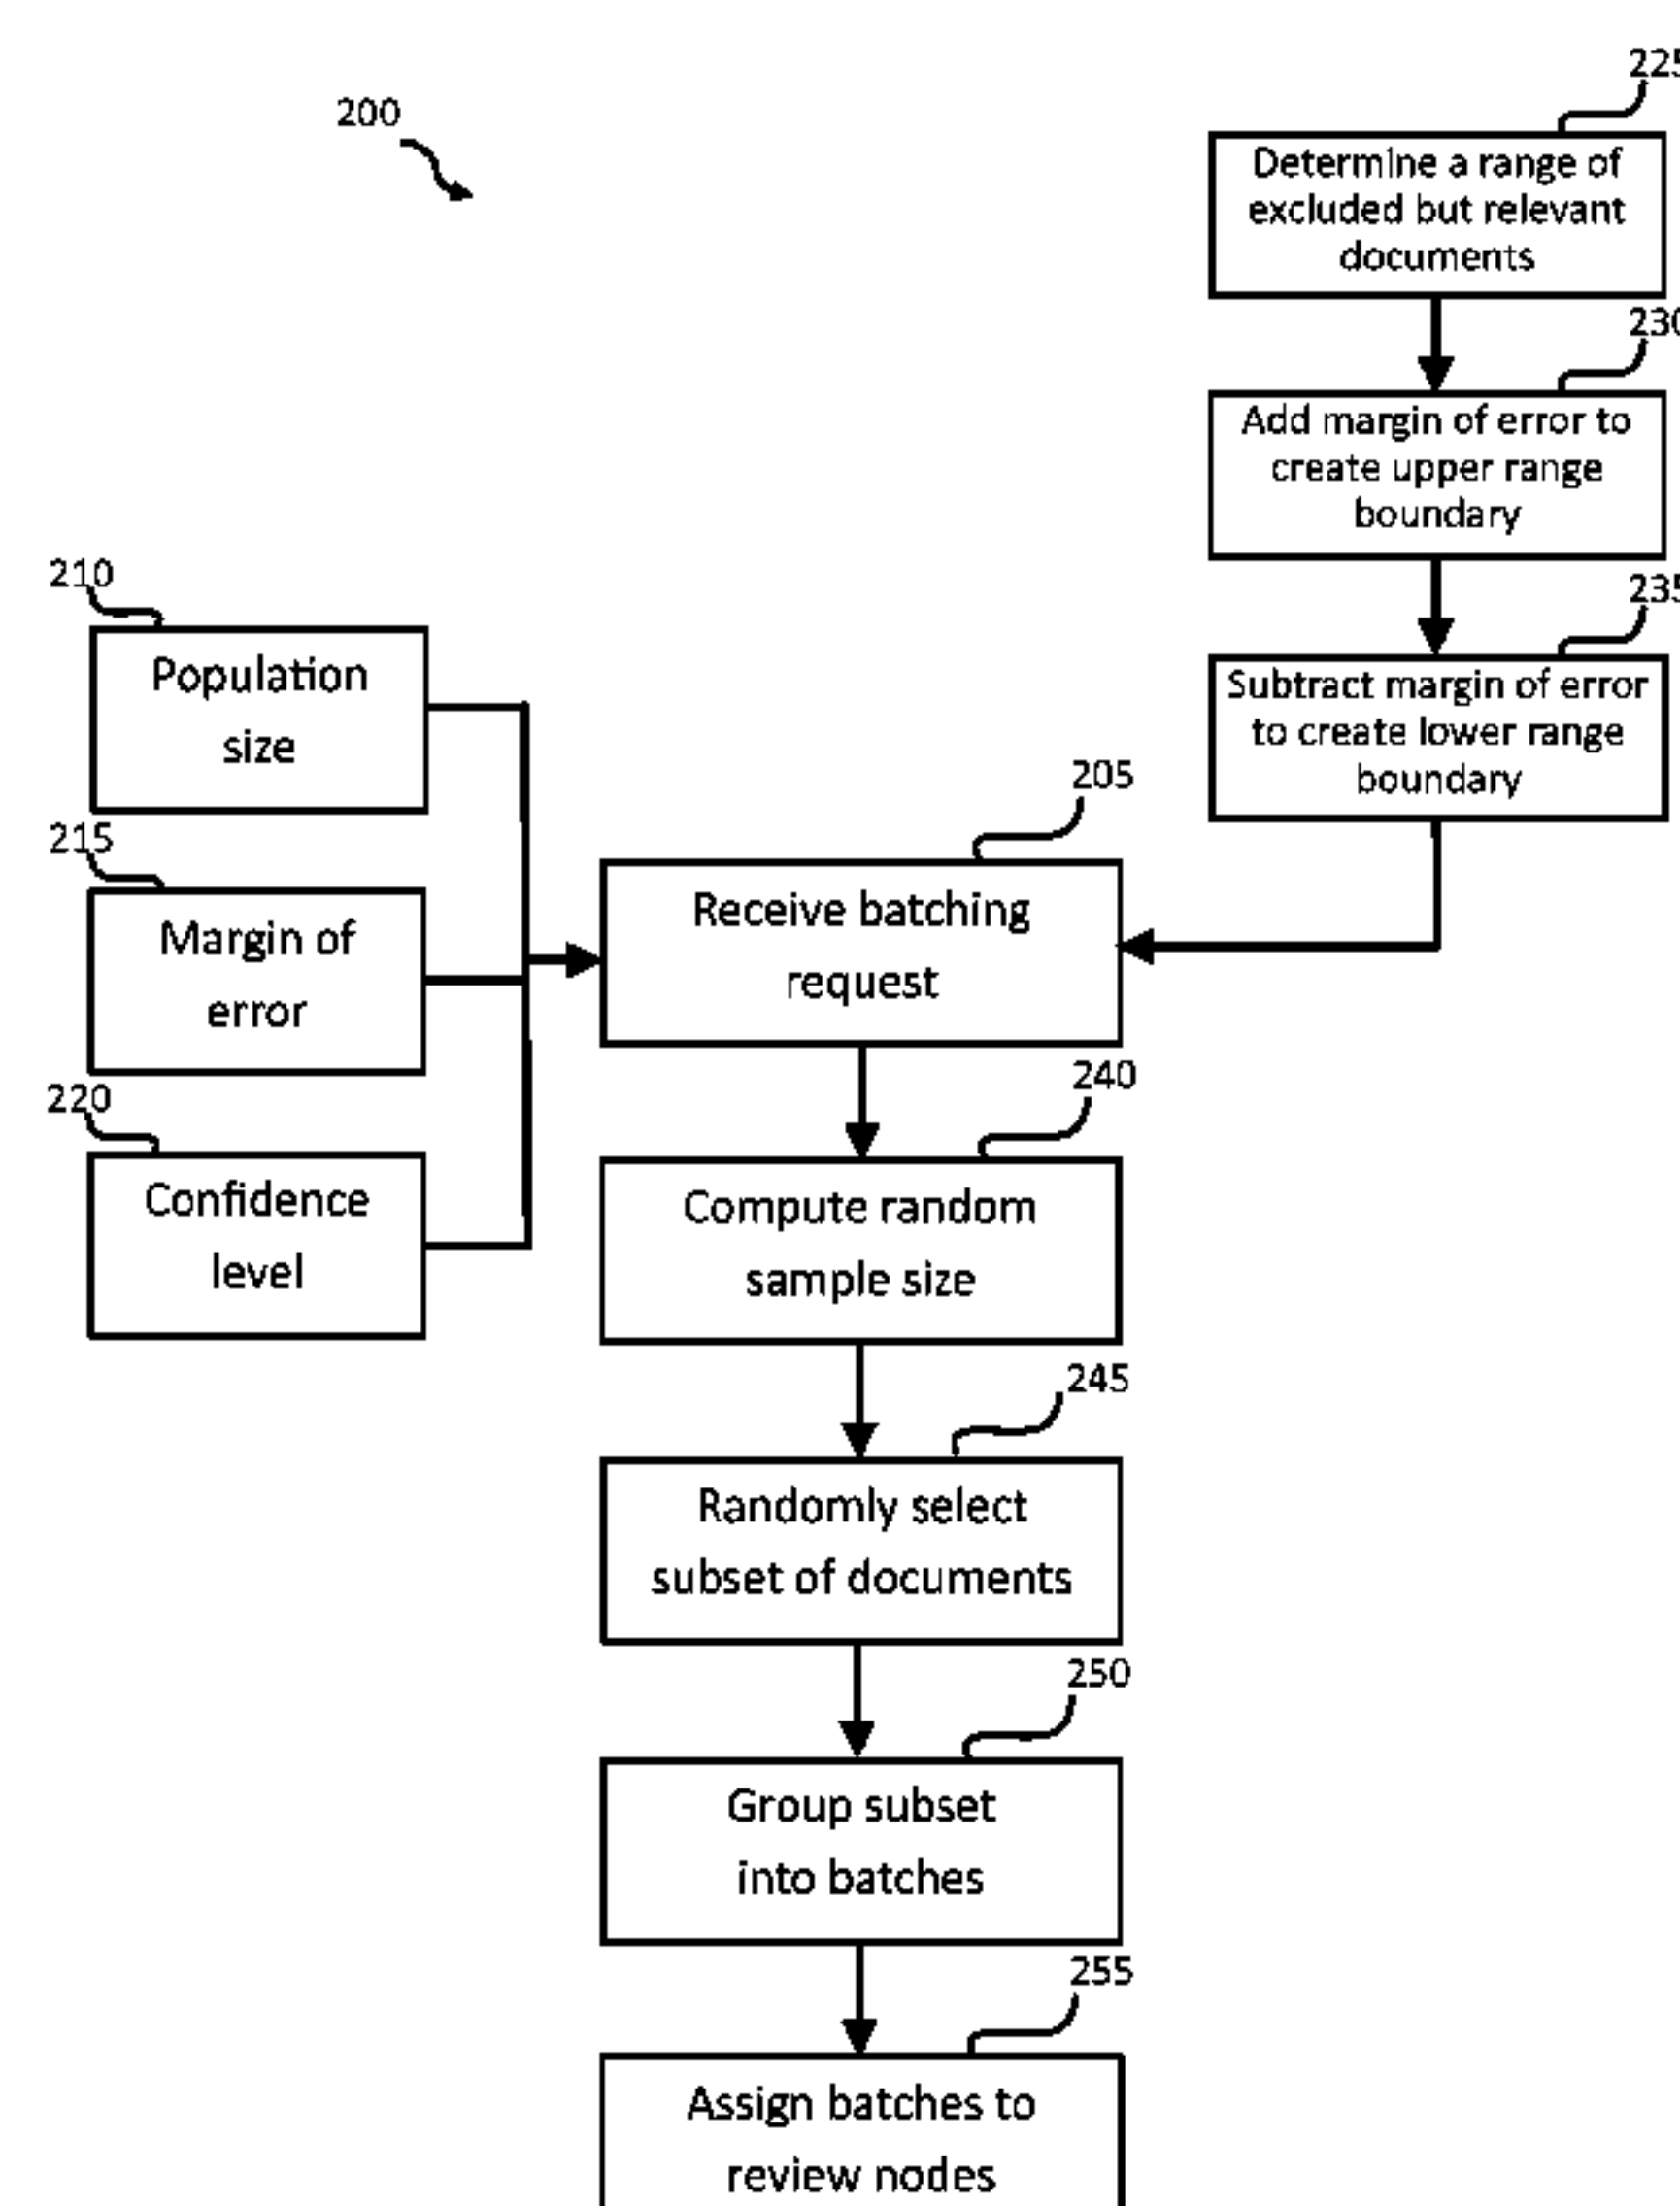 200
225
Determine a range of
excluded but relevant
documents
230
Add margin of error to
create upper range
boundary
235
Subtract margin of error
to create lower range
boundary
210
Population
size
215
Margin of
error
220
Confidence
level
205
Receive batching
request
240
Compute random
sample size
245
Randomly select
subset of documents
250
Group subset
into batches
255
Assign batches to
review nodes